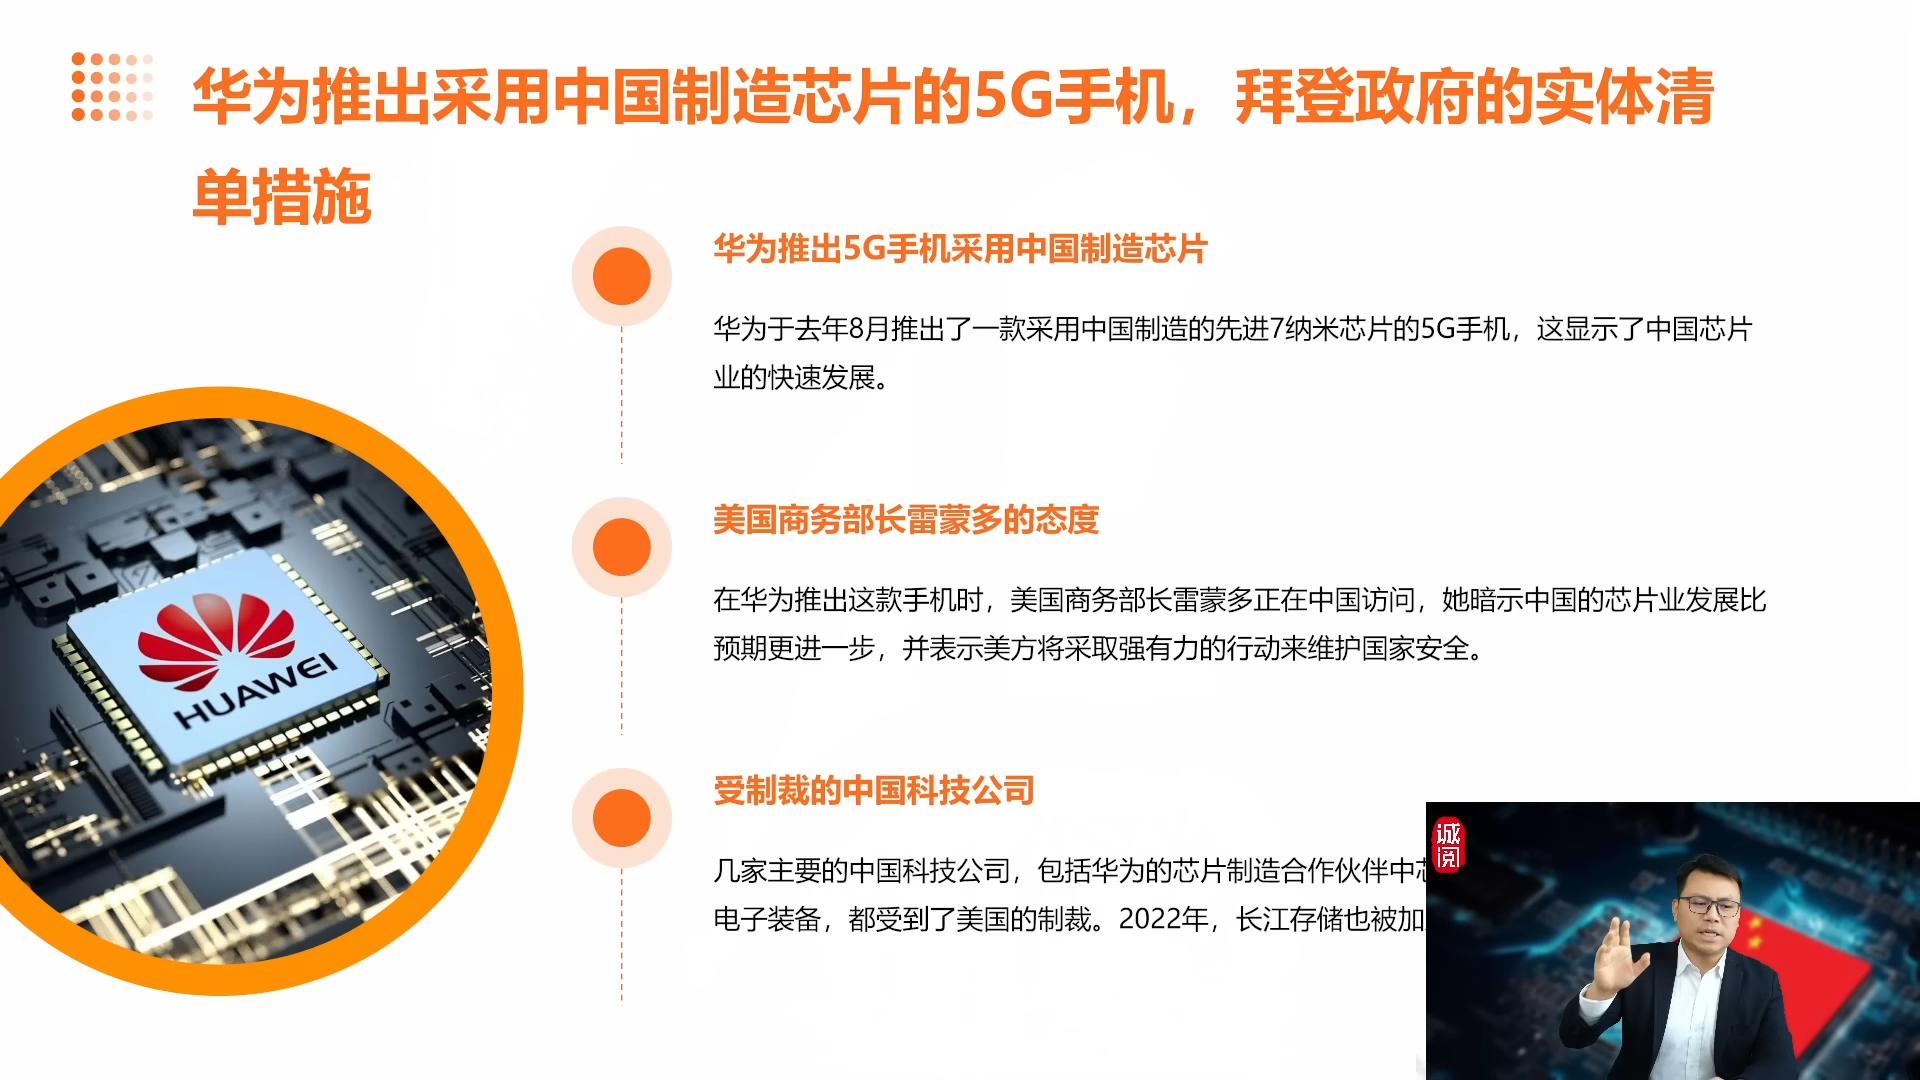 华为推出采用中国制造芯片的5G手机，拜登政府的实体清
单措施
华为推出5G手机采用中国制造芯片
华为于去年8月推出了一款采用中国制造的先进7纳米芯片的5G手机，这显示了中国芯片
业的快速发展。
美国商务部长雷蒙多的态度
在华为推出这款手机时，美国商务部长雷蒙多正在中国访问，她暗示中国的芯片业发展比
预期更进一步，并表示美方将采取强有力的行动来维护国家安全。
受制裁的中国科技公司
几家主要的中国科技公司，包括华为的芯片制造合作伙伴中芯
电子装备，都受到了美国的制裁。2022年，长江存储也被加
HUAWEI
诚
阅